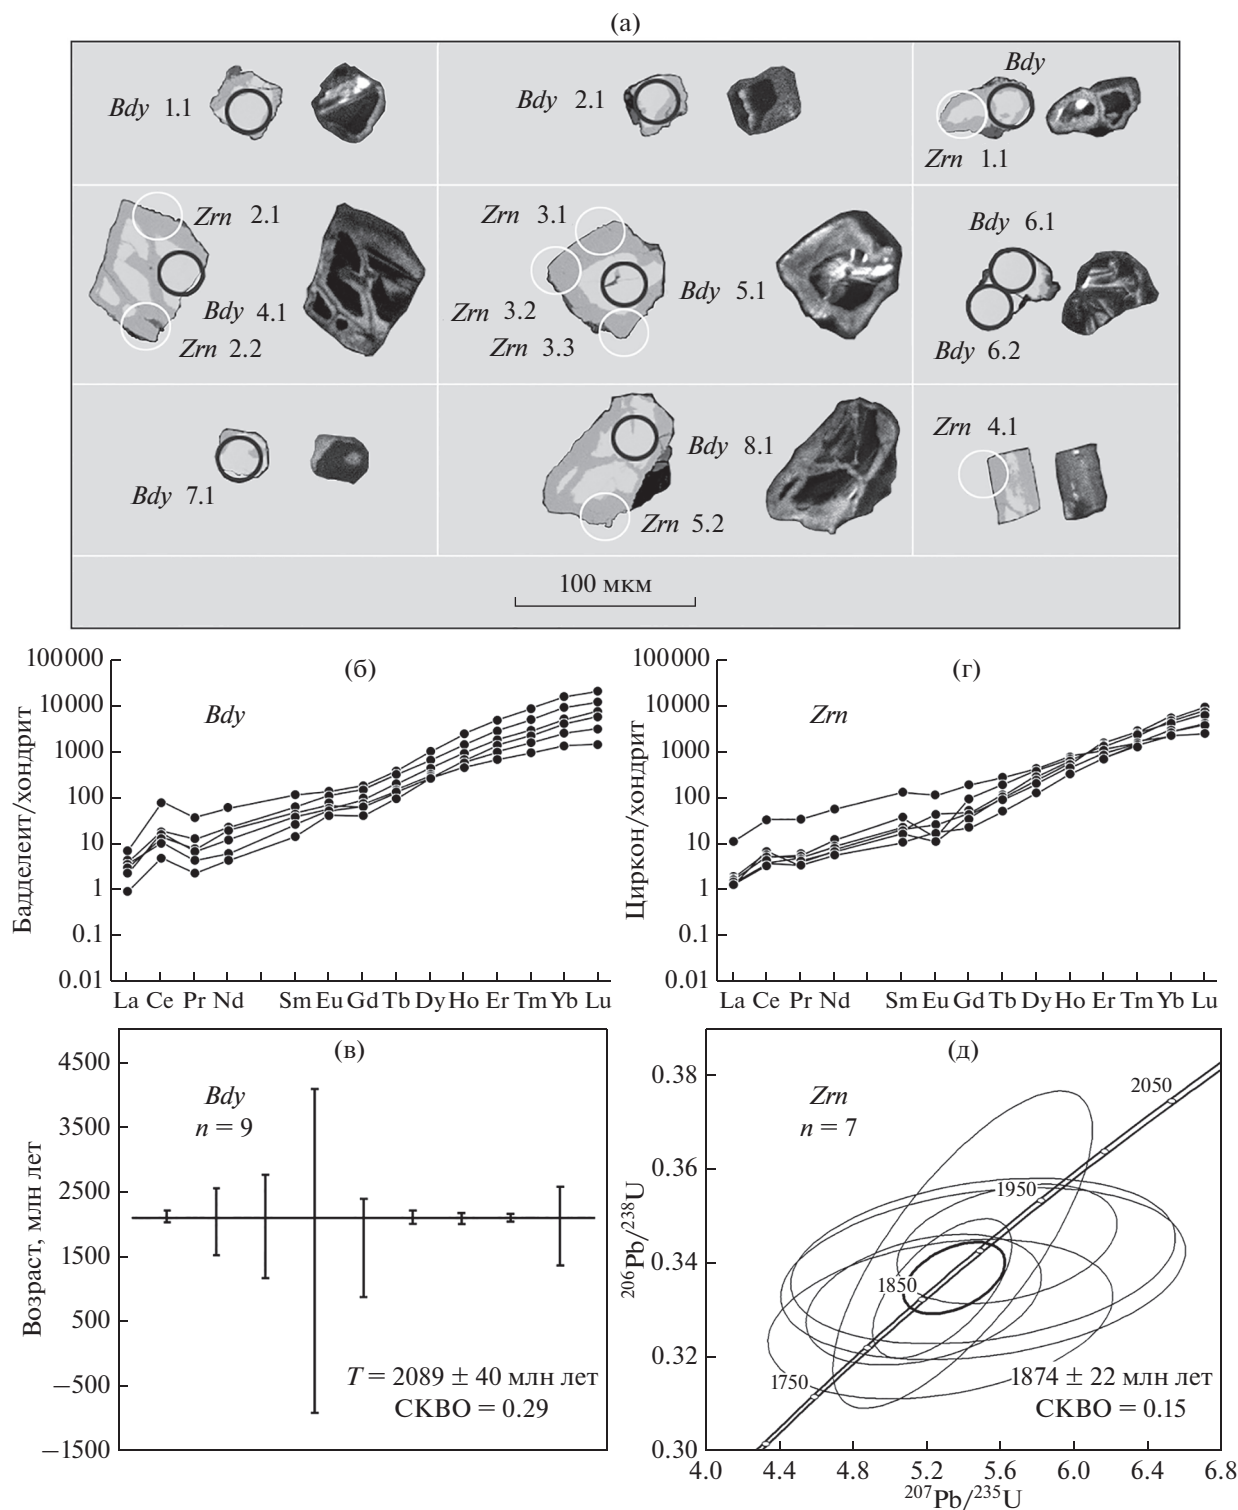 (а)
Bdy 1.1
Bdy 2.1
Bdy
Zrn 1.1
Zrn 2.1
Bdy 4.1
Zrn 2.2
Zrn 3.1
Bdy 5.1
Zrn 3.2
Zrn 3.3
Bdy 6.1
Bdy 6.2
Bdy 7.1
Bdy 8.1
Zrn 5.2
Zrn 4.1
100 мкм
(б)
Bdy
Бадделеит/хондрит
100000
10000
1000
100
10
1
0.1
0.01
La Ce Pr Nd Sm Eu Gd Tb Dy Ho Er Tm Yb Lu
(г)
Zrn
Циркон/хондрит
100000
10000
1000
100
10
1
0.1
0.01
La Ce Pr Nd Sm Eu Gd Tb Dy Ho Er Tm Yb Lu
(в)
Bdy
n = 9
Возраст, млн лет
4500
3500
2500
1500
500
−500
−1500
T = 2089 ± 40 млн лет
СКВО = 0.29
(д)
Zrn
n = 7
206Pb/238U
0.38
0.36
0.34
0.32
0.30
2050
1950
1850
1750
1874 ± 22 млн лет
СКВО = 0.15
4.0 4.4 4.8 5.2 5.6 6.0 6.4 6.8
207Pb/235U